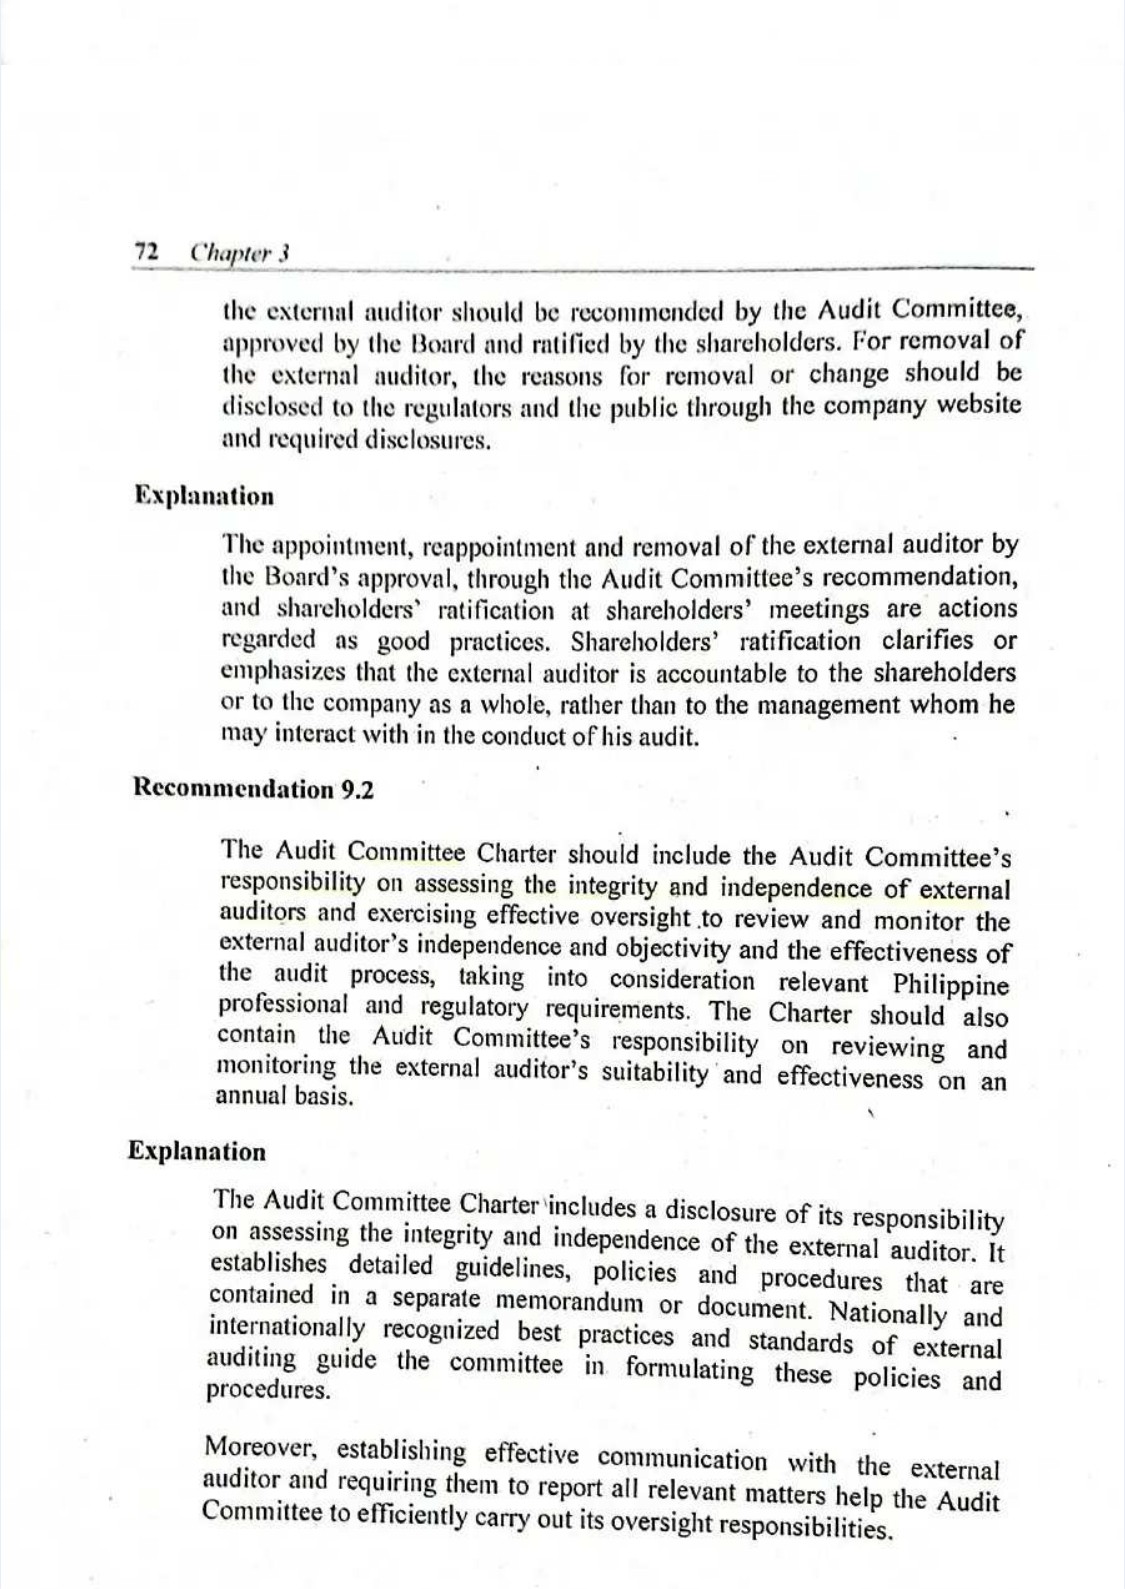 72 Chapter 3
the external auditor should be recommended by the Audit Committee,
approved by the Board and ratified by the shareholders. For removal of
the external auditor, the reasons for removal or change should be
disclosed to the regulators and the public through the company website
and required disclosures.
Explanation
The appointment, reappointment and removal of the external auditor by
the Board's approval, through the Audit Committee's recommendation,
and shareholders' ratification at shareholders' meetings are actions
regarded as good practices. Shareholders' ratification clarifies or
emphasizes that the external auditor is accountable to the shareholders
or to the company as a whole, rather than to the management whom he
may interact with in the conduct of his audit.
Recommendation 9.2
The Audit Committee Charter should include the Audit Committee's
responsibility on assessing the integrity and independence of external
auditors and exercising effective oversight to review and monitor the
external auditor's independence and objectivity and the effectiveness of
the audit process, taking into consideration relevant Philippine
professional and regulatory requirements. The Charter should also
contain the Audit Committee's responsibility on reviewing and
monitoring the external auditor's suitability and effectiveness on an
annual basis.
Explanation
The Audit Committee Charter includes a disclosure of its responsibility
on assessing the integrity and independence of the external auditor. It
establishes detailed guidelines, policies and procedures that are
contained in a separate memorandum or document. Nationally and
internationally recognized best practices and standards of external
auditing guide the committee in formulating these policies and
procedures.
Moreover, establishing effective communication with the external
auditor and requiring them to report all relevant matters help the Audit
Committee to efficiently carry out its oversight responsibilities.